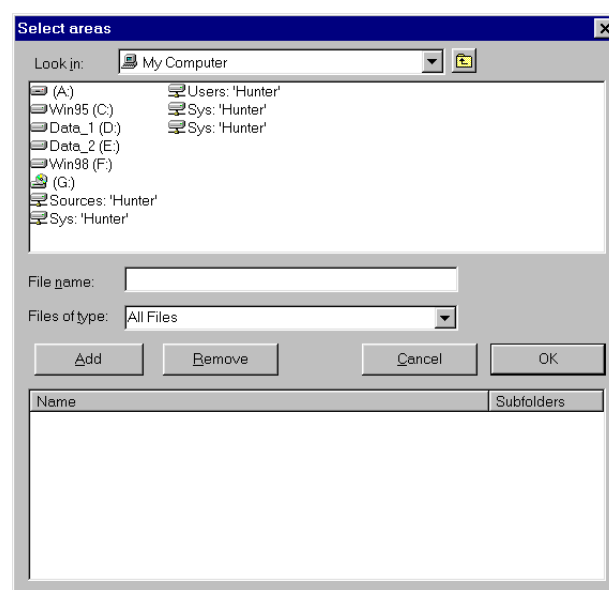 Select areas
Look in: My Computer
(A:)
Win95 (C:)
Data_1 (D:)
Data_2 (E:)
Win98 (F:)
(G:)
Sources: 'Hunter'
Sys: 'Hunter'
Users: 'Hunter'
Sys: 'Hunter'
Sys: 'Hunter'
File name:
Files of type: All Files
Add Remove Cancel OK
Name Subfolders